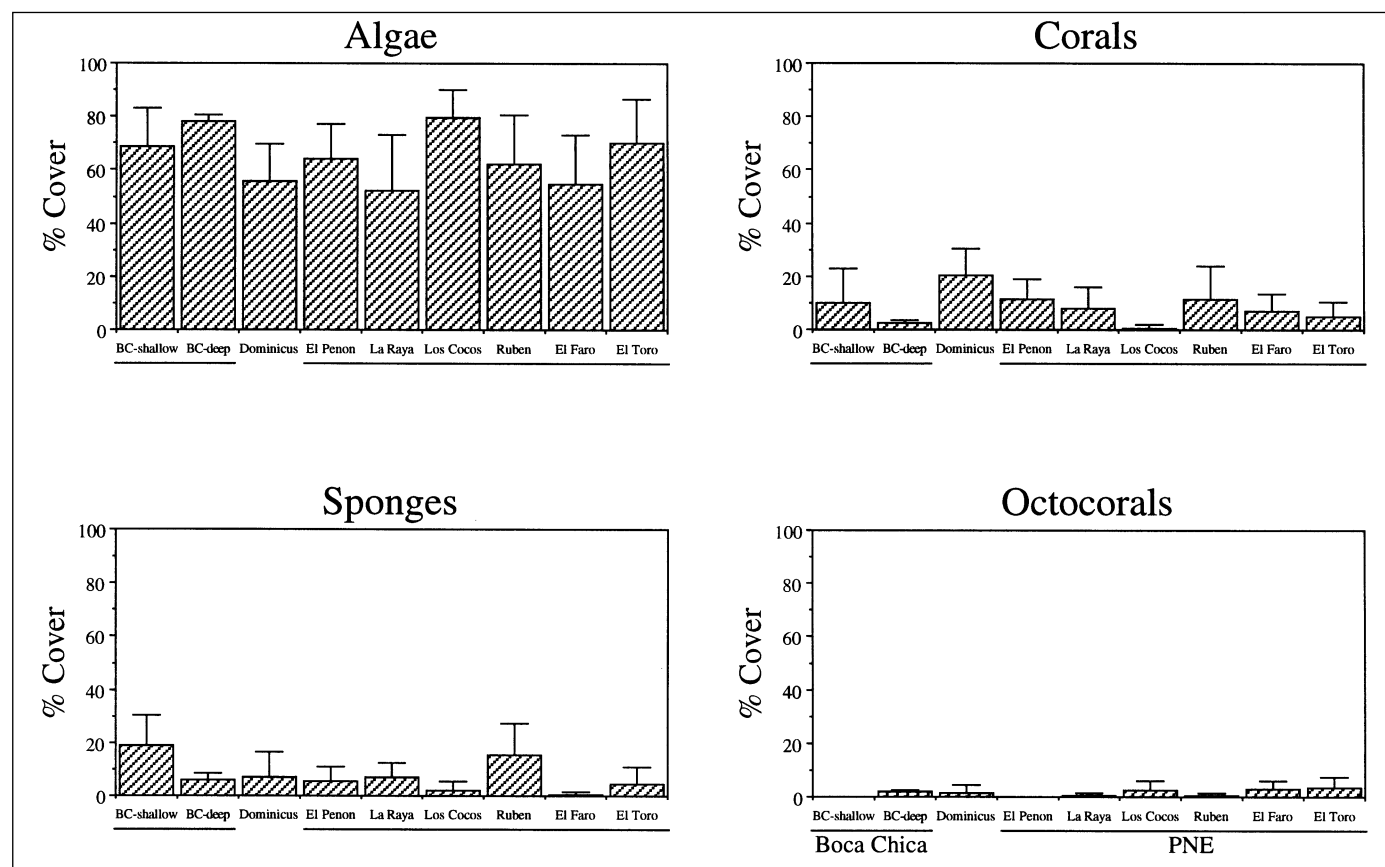 Algae
% Cover
100
80
60
40
20
0
BC-shallow BC-deep Dominicus El Penon La Raya Los Cocos Ruben El Faro El Toro
Corals
% Cover
100
80
60
40
20
0
BC-shallow BC-deep Dominicus El Penon La Raya Los Cocos Ruben El Faro El Toro
Sponges
% Cover
100
80
60
40
20
0
BC-shallow BC-deep Dominicus El Penon La Raya Los Cocos Ruben El Faro El Toro
Octocorals
% Cover
100
80
60
40
20
0
BC-shallow BC-deep Dominicus El Penon La Raya Los Cocos Ruben El Faro El Toro
Boca Chica PNE